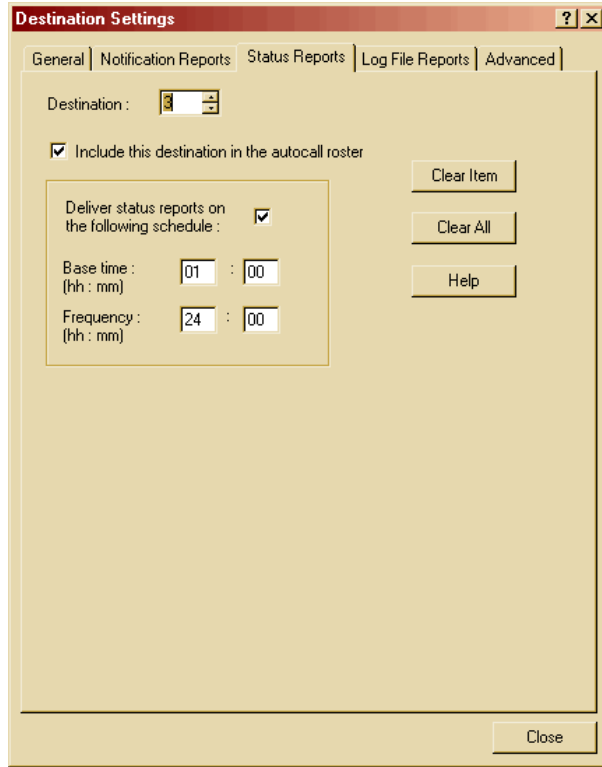 Destination Settings
? ×
General Notification Reports Status Reports Log File Reports Advanced
Destination : 3
Include this destination in the autocall roster
Clear Item
Deliver status reports on
the following schedule :
Clear All
Base time : 01 : 00
(hh : mm)
Help
Frequency : 24 : 00
(hh : mm)
Close